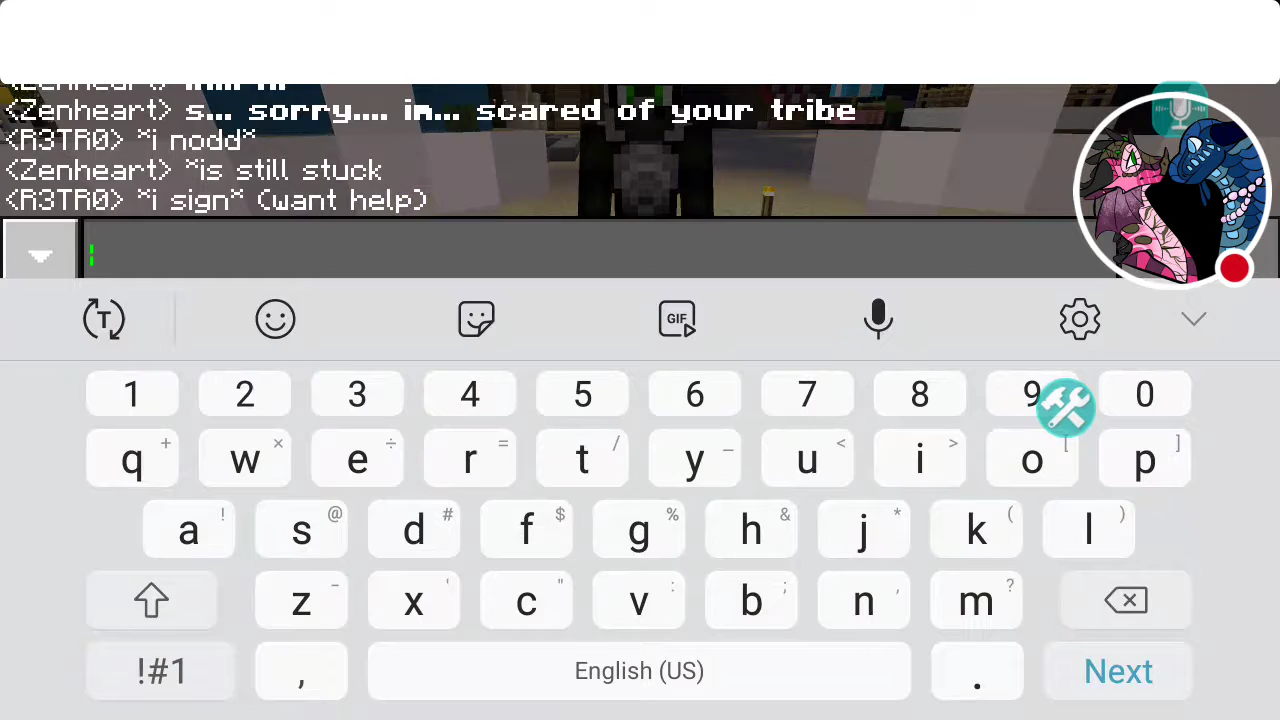 <Zenheart> s... sorry.... im... scared of your tribe
<R3TR0> *i nodd*
<Zenheart> *is still stuck
<R3TR0> *i sign* (want help)
T GIF
1 2 3 4 5 6 7 8 9 0
q + w × e ÷ r = t / y _ u < i > o [ p ]
a ! s @ d # f $ g % h & j * k ( l )
z - x ' c " v : b ; n , m ?
!#1 , English (US) . Next